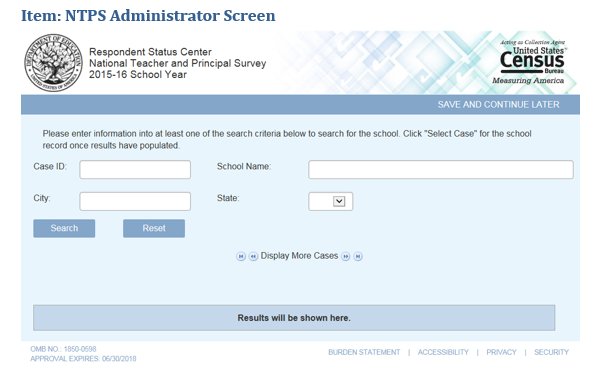 Item: NTPS Administrator Screen
Respondent Status Center
National Teacher and Principal Survey
2015-16 School Year
Acting as Collection Agent
United States™
Census
Bureau
Measuring America
SAVE AND CONTINUE LATER
Please enter information into at least one of the search criteria below to search for the school. Click "Select Case" for the school
record once results have populated.
Case ID:
School Name:
City:
State:
Search
Reset
Display More Cases
Results will be shown here.
OMB NO.: 1850-0598
APPROVAL EXPIRES: 06/30/2018
BURDEN STATEMENT | ACCESSIBILITY | PRIVACY | SECURITY